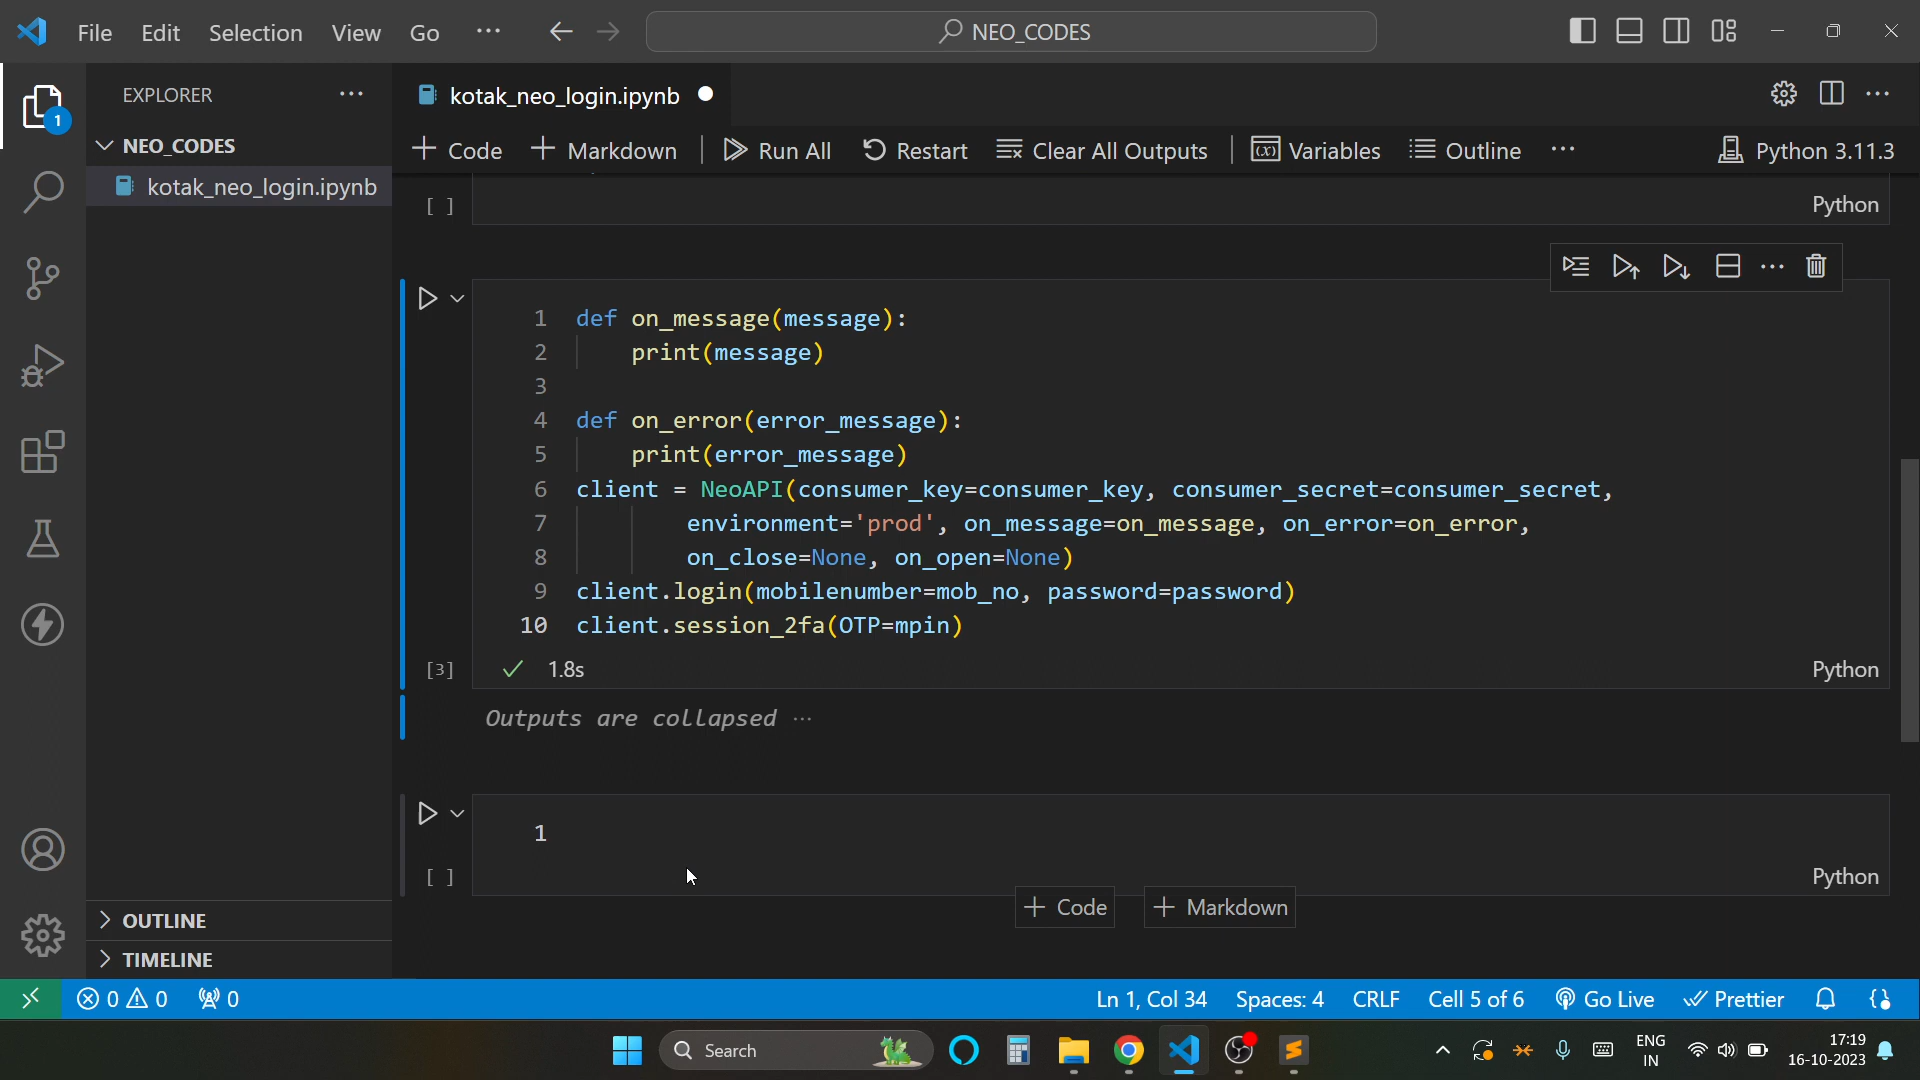 File Edit Selection View Go ··· NEO_CODES
EXPLORER ···
kotak_neo_login.ipynb
1
NEO_CODES
kotak_neo_login.ipynb
Code Markdown Run All Restart Clear All Outputs Variables Outline ··· Python 3.11.3
[ ] Python
1 def on_message(message):
2 print(message)
3
4 def on_error(error_message):
5 print(error_message)
6 client = NeoAPI(consumer_key=consumer_key, consumer_secret=consumer_secret,
7 environment='prod', on_message=on_message, on_error=on_error,
8 on_close=None, on_open=None)
9 client.login(mobilenumber=mob_no, password=password)
10 client.session_2fa(OTP=mpin)
[3] ✓ 1.8s Python
Outputs are collapsed ···
1
[ ] Python
+ Code + Markdown
OUTLINE
TIMELINE
0 0 0 Ln 1, Col 34 Spaces: 4 CRLF Cell 5 of 6 Go Live Prettier
Search ENG 17:19
IN 16-10-2023